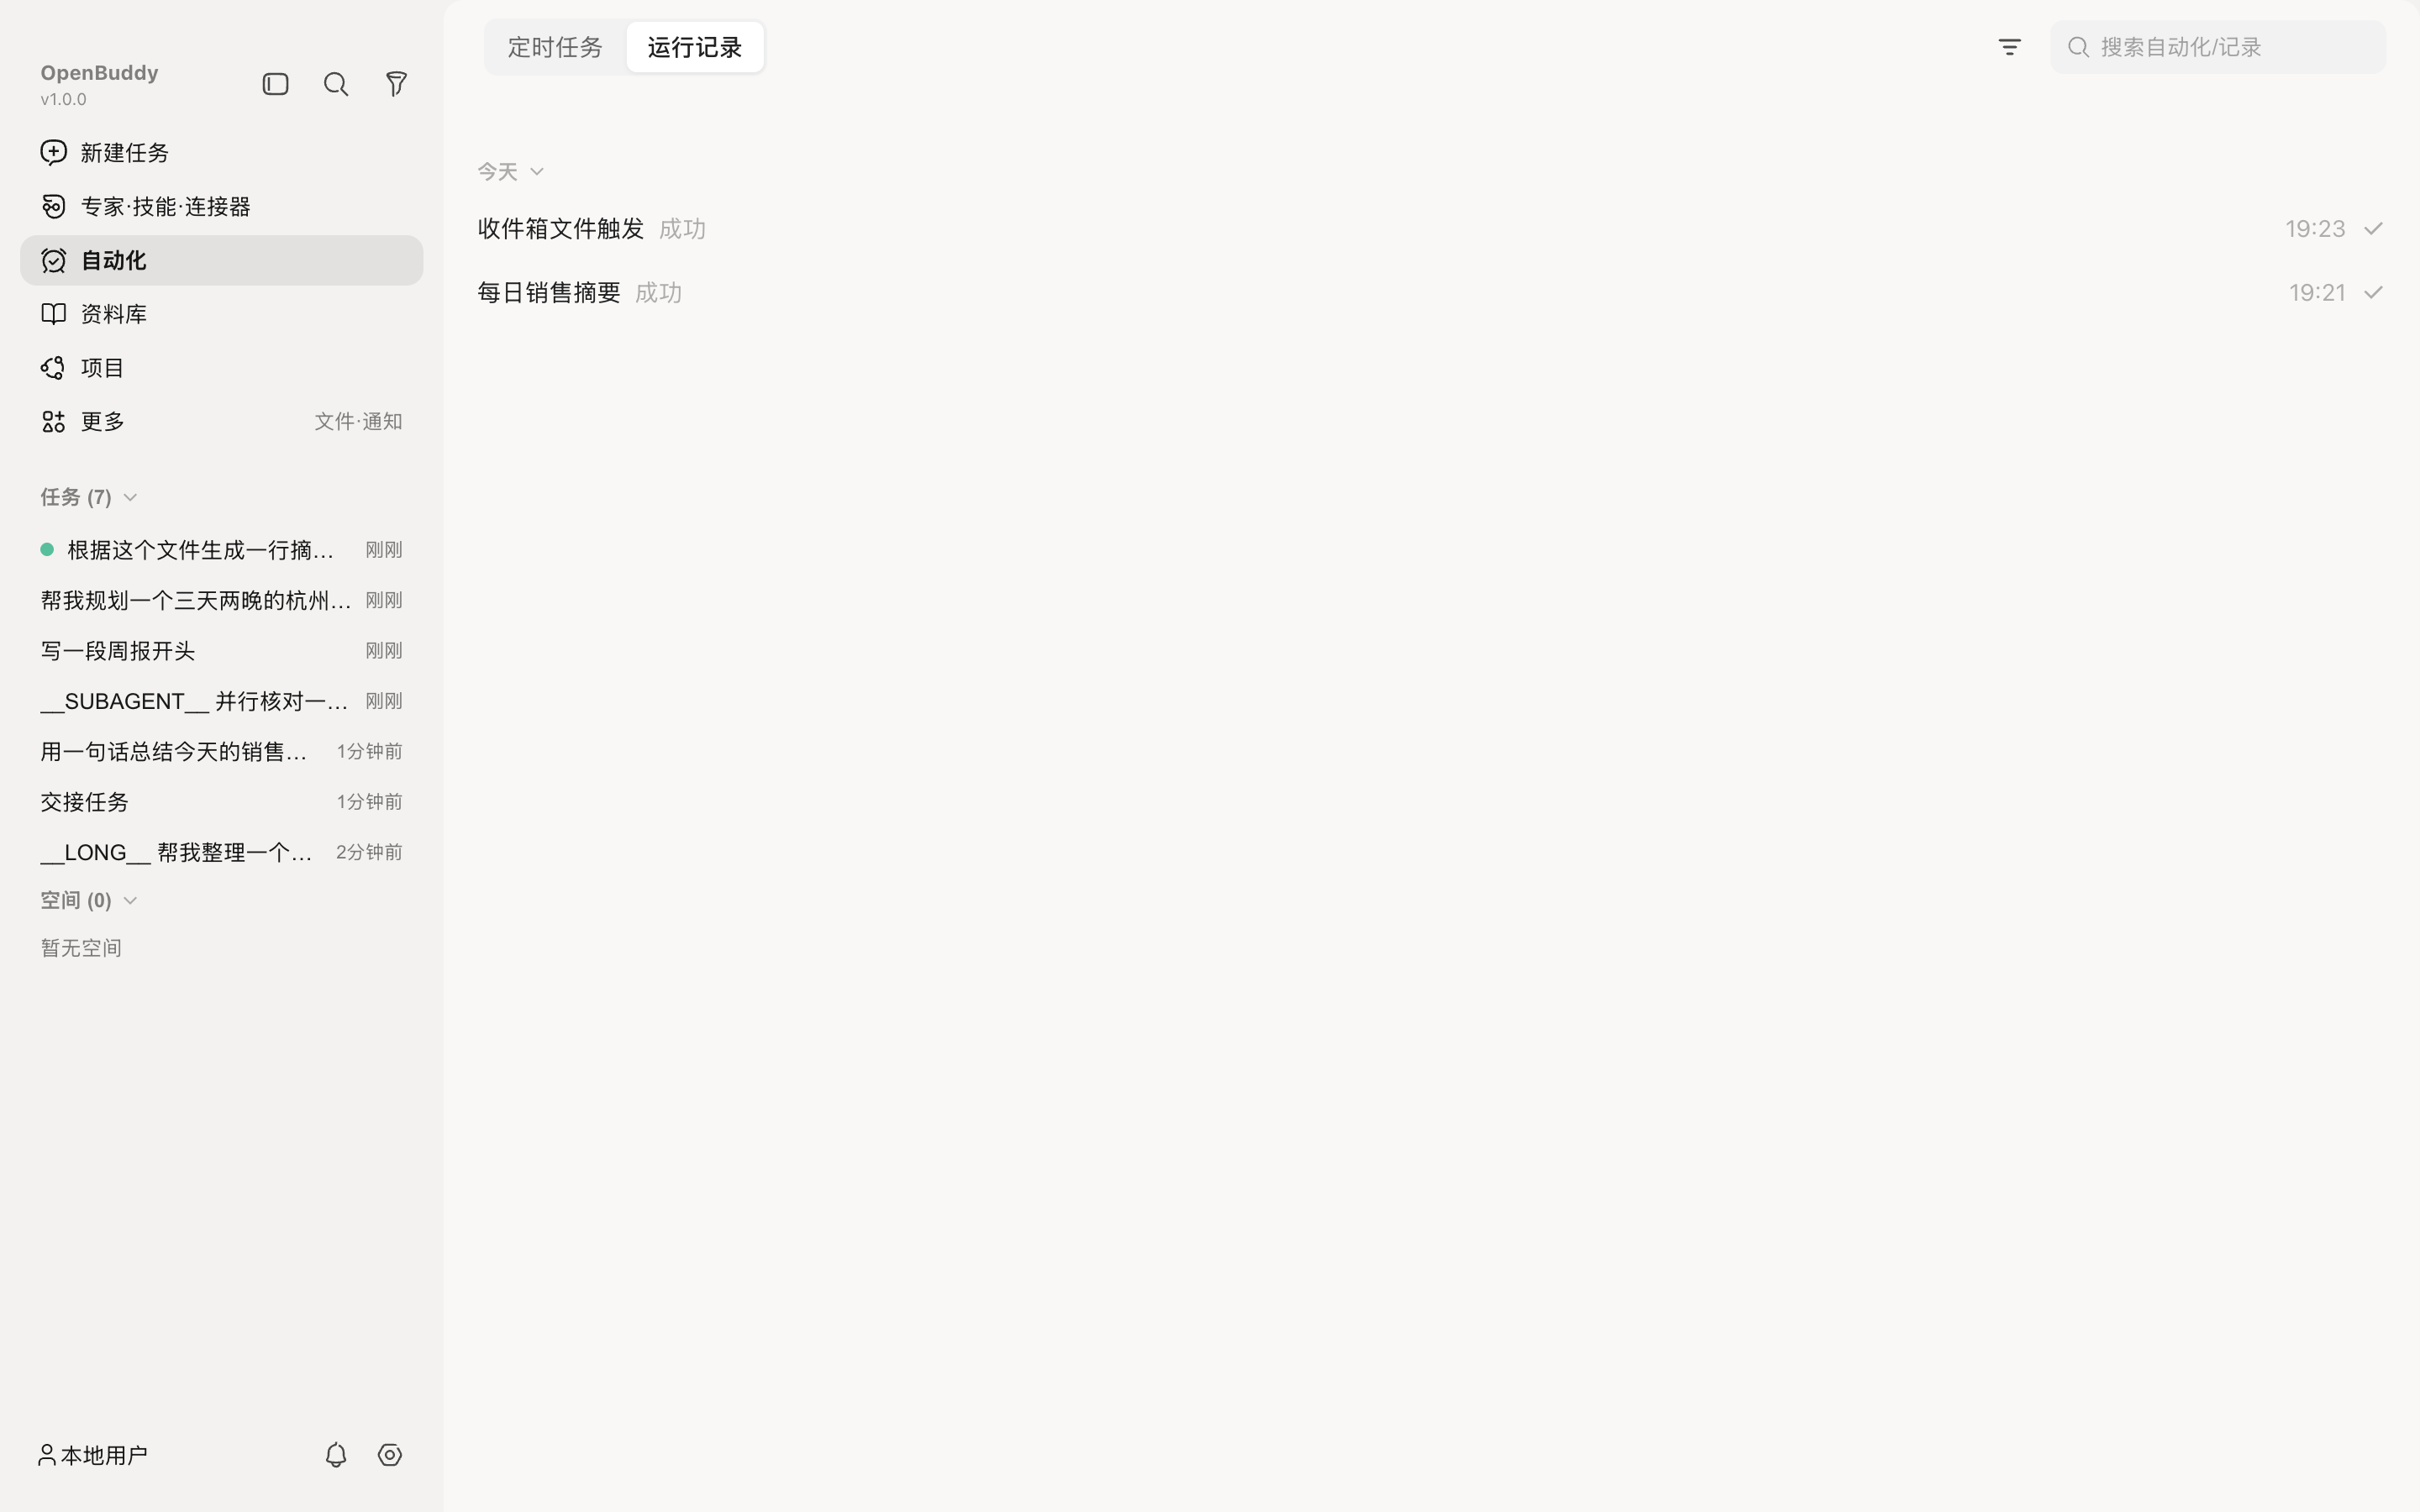 OpenBuddy
v1.0.0
新建任务
专家·技能·连接器
自动化
资料库
项目
更多 文件·通知
任务 (7)
根据这个文件生成一行摘... 刚刚
帮我规划一个三天两晚的杭州... 刚刚
写一段周报开头 刚刚
__SUBAGENT__ 并行核对一... 刚刚
用一句话总结今天的销售... 1分钟前
交接任务 1分钟前
__LONG__ 帮我整理一个... 2分钟前
空间 (0)
暂无空间
本地用户
定时任务 运行记录
搜索自动化/记录
今天
收件箱文件触发 成功 19:23
每日销售摘要 成功 19:21